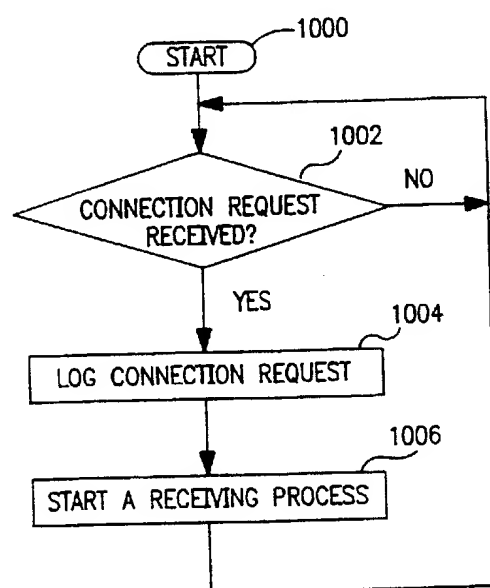 1000
START
1002
NO
CONNECTION REQUEST
RECEIVED?
YES
1004
LOG CONNECTION REQUEST
1006
START A RECEIVING PROCESS